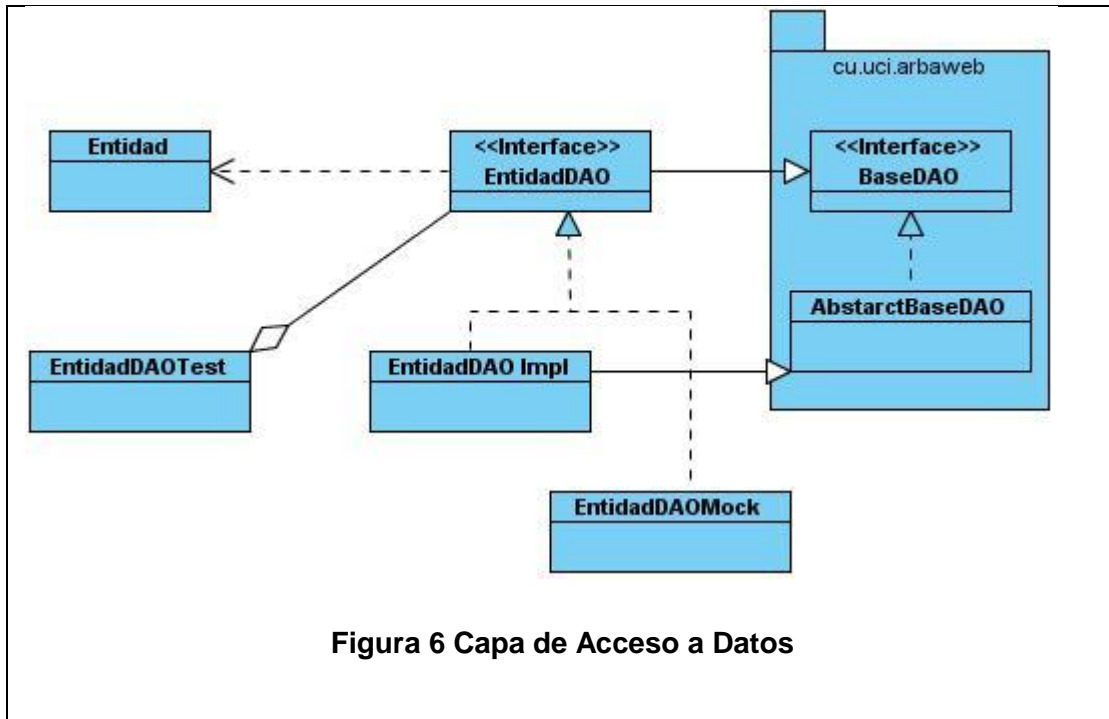 cu.uci.arbaweb
Entidad
<<Interface>>
EntidadDAO
<<Interface>>
BaseDAO
AbstarctBaseDAO
EntidadDAOTest
EntidadDAO Impl
EntidadDAOMock
Figura 6 Capa de Acceso a Datos